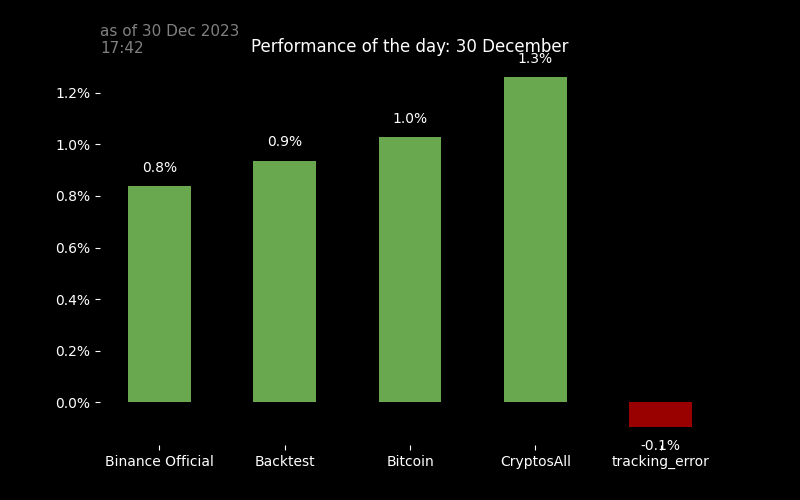 as of 30 Dec 2023
17:42
Performance of the day: 30 December
1.3%
1.2%
1.0%
0.9%
0.8%
1.0%
0.8%
0.6%
0.4%
0.2%
0.0%
-0.1%
Binance Official
Backtest
Bitcoin
CryptosAll
tracking_error